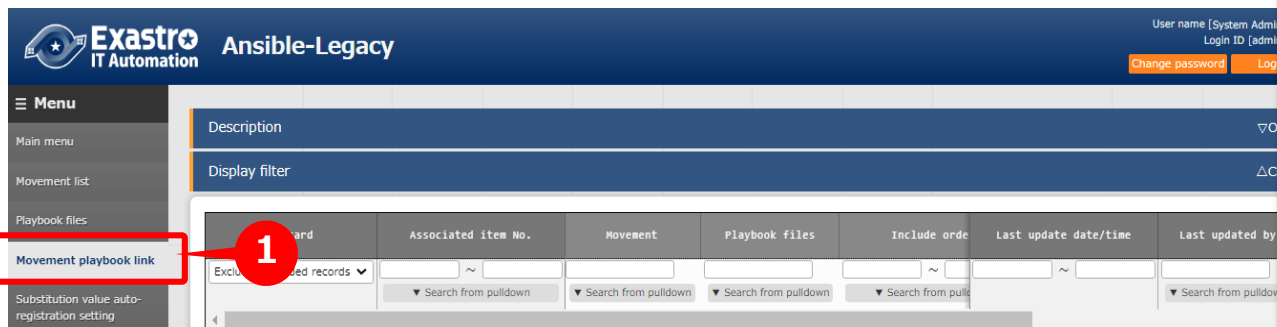 Exastro
IT Automation
Ansible-Legacy
User name [System Admi
Login ID [admi
Change password
Log
☰ Menu
Main menu
Movement list
Playbook files
Movement playbook link
Substitution value auto-
registration setting
Description
▽O
Display filter
△C
1
ard
Associated item No.
Movement
Playbook files
Include orde
Last update date/time
Last updated by
Exclu
ded records
~
~
~
▼ Search from pulldown
▼ Search from pulldown
▼ Search from pulldown
▼ Search from pulld
▼ Search from pulldow